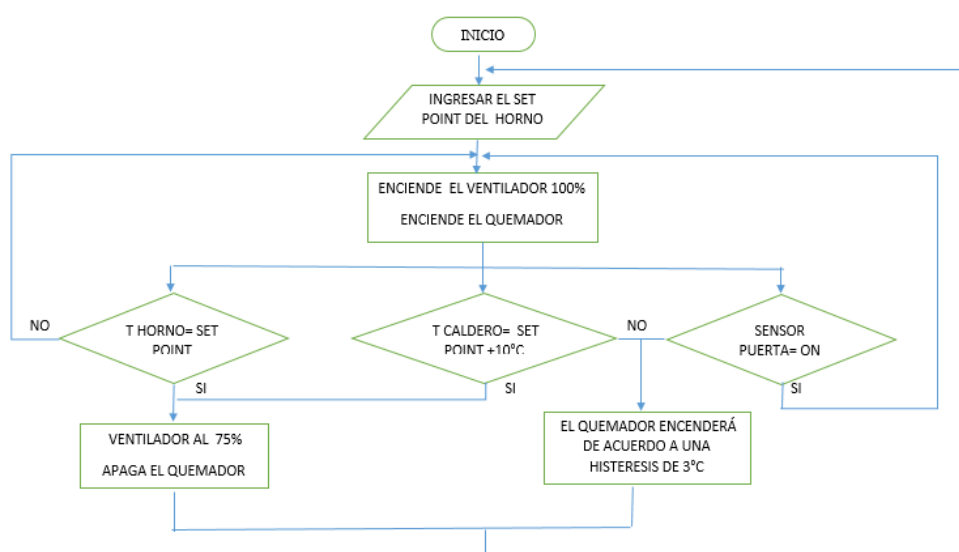 INICIO
INGRESAR EL SET
POINT DEL HORNO
ENCIENDE EL VENTILADOR 100%
ENCIENDE EL QUEMADOR
NO
T HORNO= SET
POINT
SI
T CALDERO= SET
POINT +10°C
SI
NO
SENSOR
PUERTA= ON
SI
VENTILADOR AL 75%
APAGA EL QUEMADOR
EL QUEMADOR ENCENDERÁ
DE ACUERDO A UNA
HISTERESIS DE 3°C